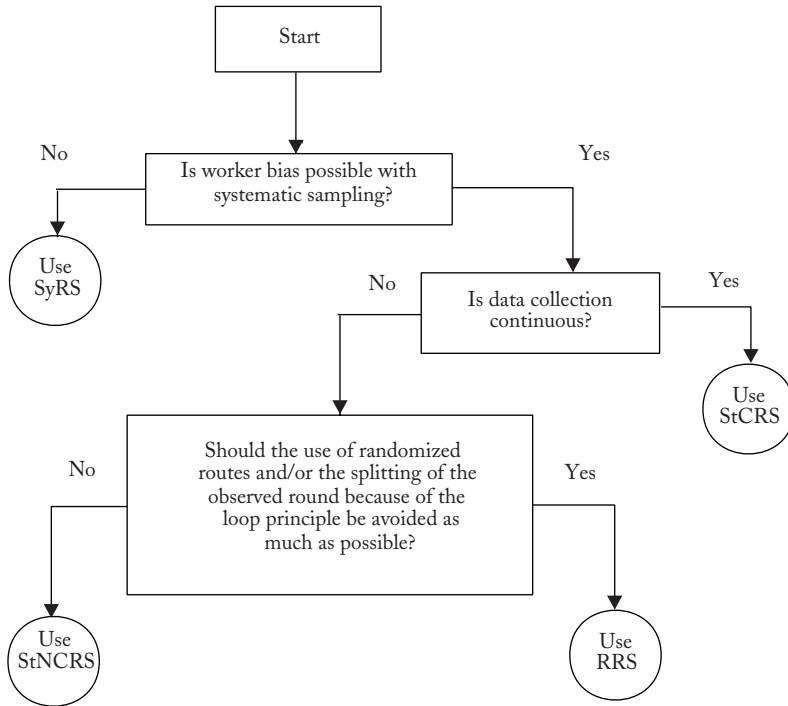 Start
No
Yes
Is worker bias possible with
systematic sampling?
Use
SyRS
No
Yes
Is data collection
continuous?
Use
StCRS
No
Yes
Should the use of randomized
routes and/or the splitting of the
observed round because of the
loop principle be avoided as
much as possible?
Use
StNCRS
Use
RRS